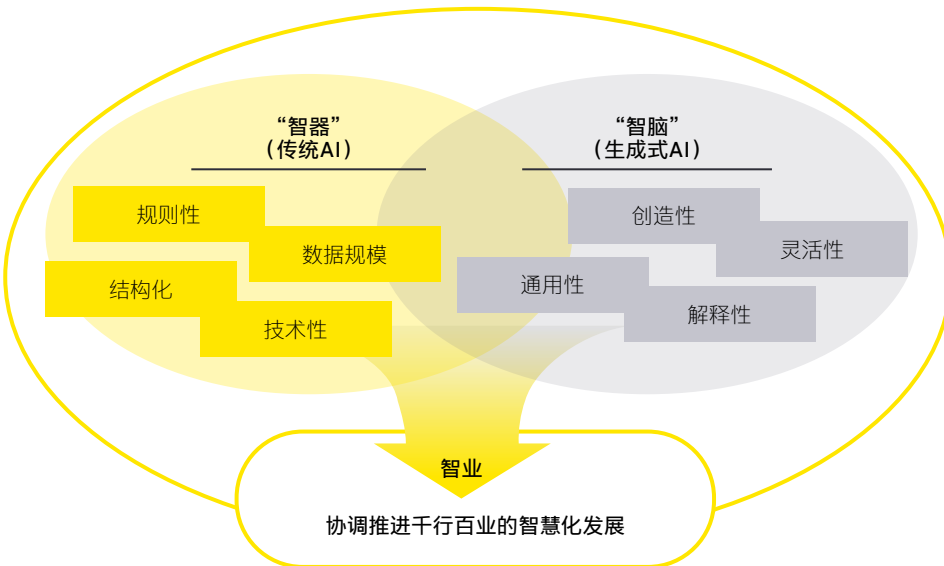 “智器”
（传统AI）
规则性
数据规模
结构化
技术性
“智脑”
（生成式AI）
创造性
灵活性
通用性
解释性
智业
协调推进千行百业的智慧化发展